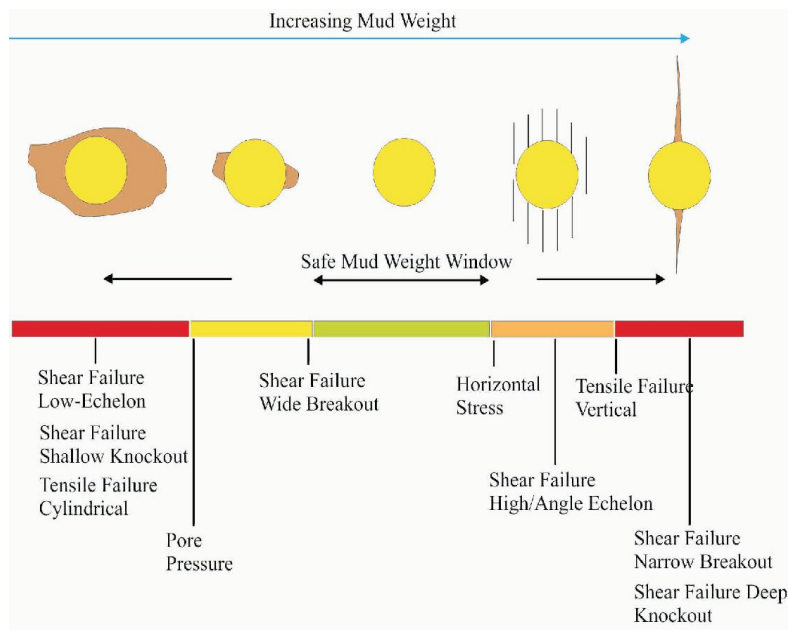 Increasing Mud Weight
Safe Mud Weight Window
Shear Failure
Low-Echelon
Shear Failure
Shallow Knockout
Tensile Failure
Cylindrical
Pore
Pressure
Shear Failure
Wide Breakout
Horizontal
Stress
Shear Failure
High/Angle Echelon
Tensile Failure
Vertical
Shear Failure
Narrow Breakout
Shear Failure Deep
Knockout